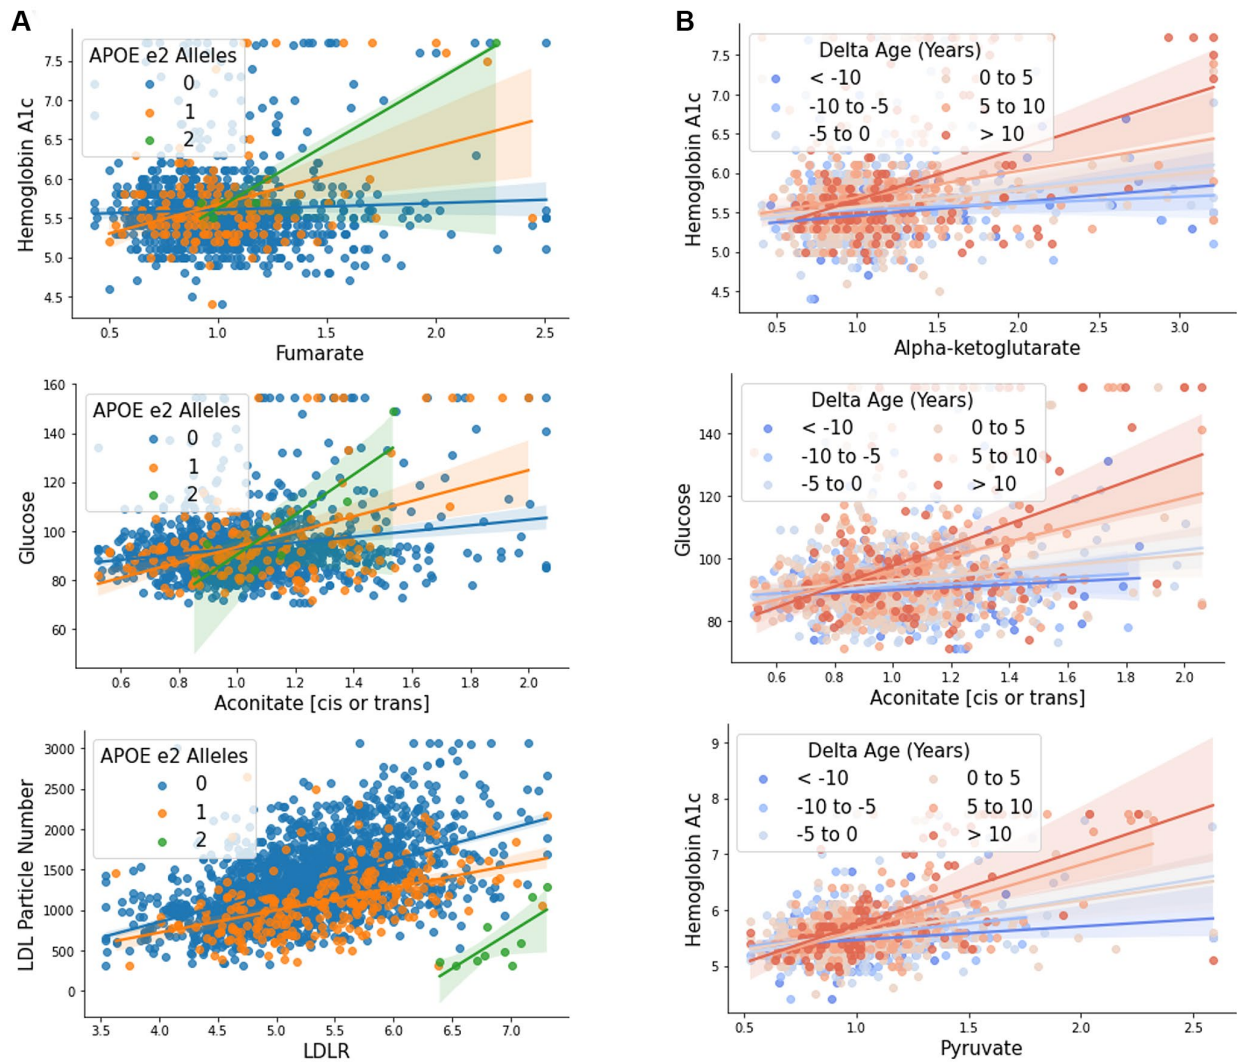 A
APOE e2 Alleles
0
1
2
7.5
7.0
6.5
6.0
5.5
5.0
4.5
Hemoglobin A1c
0.5 1.0 1.5 2.0 2.5
Fumarate
APOE e2 Alleles
0
1
2
160
140
120
100
80
60
Glucose
0.6 0.8 1.0 1.2 1.4 1.6 1.8 2.0
Aconitate [cis or trans]
APOE e2 Alleles
0
1
2
3000
2500
2000
1500
1000
500
0
LDL Particle Number
3.5 4.0 4.5 5.0 5.5 6.0 6.5 7.0
LDLR
B
Delta Age (Years)
< -10 0 to 5
-10 to -5 5 to 10
-5 to 0 > 10
7.5
7.0
6.5
6.0
5.5
5.0
4.5
Hemoglobin A1c
0.5 1.0 1.5 2.0 2.5 3.0
Alpha-ketoglutarate
Delta Age (Years)
< -10 0 to 5
-10 to -5 5 to 10
-5 to 0 > 10
140
120
100
80
Glucose
0.6 0.8 1.0 1.2 1.4 1.6 1.8 2.0
Aconitate [cis or trans]
Delta Age (Years)
< -10 0 to 5
-10 to -5 5 to 10
-5 to 0 > 10
9
8
7
6
5
Hemoglobin A1c
0.5 1.0 1.5 2.0 2.5
Pyruvate